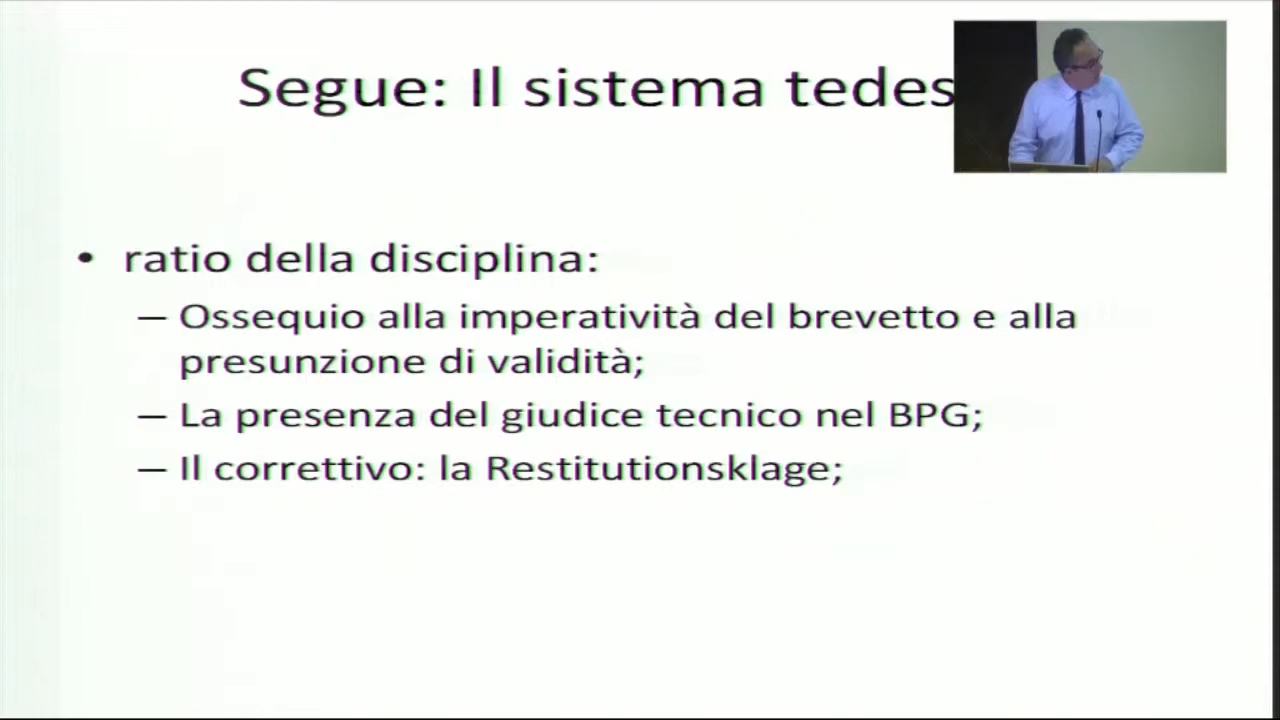 Segue: Il sistema tedes
• ratio della disciplina:
– Ossequio alla imperatività del brevetto e alla
presunzione di validità;
– La presenza del giudice tecnico nel BPG;
– Il correttivo: la Restitutionsklage;